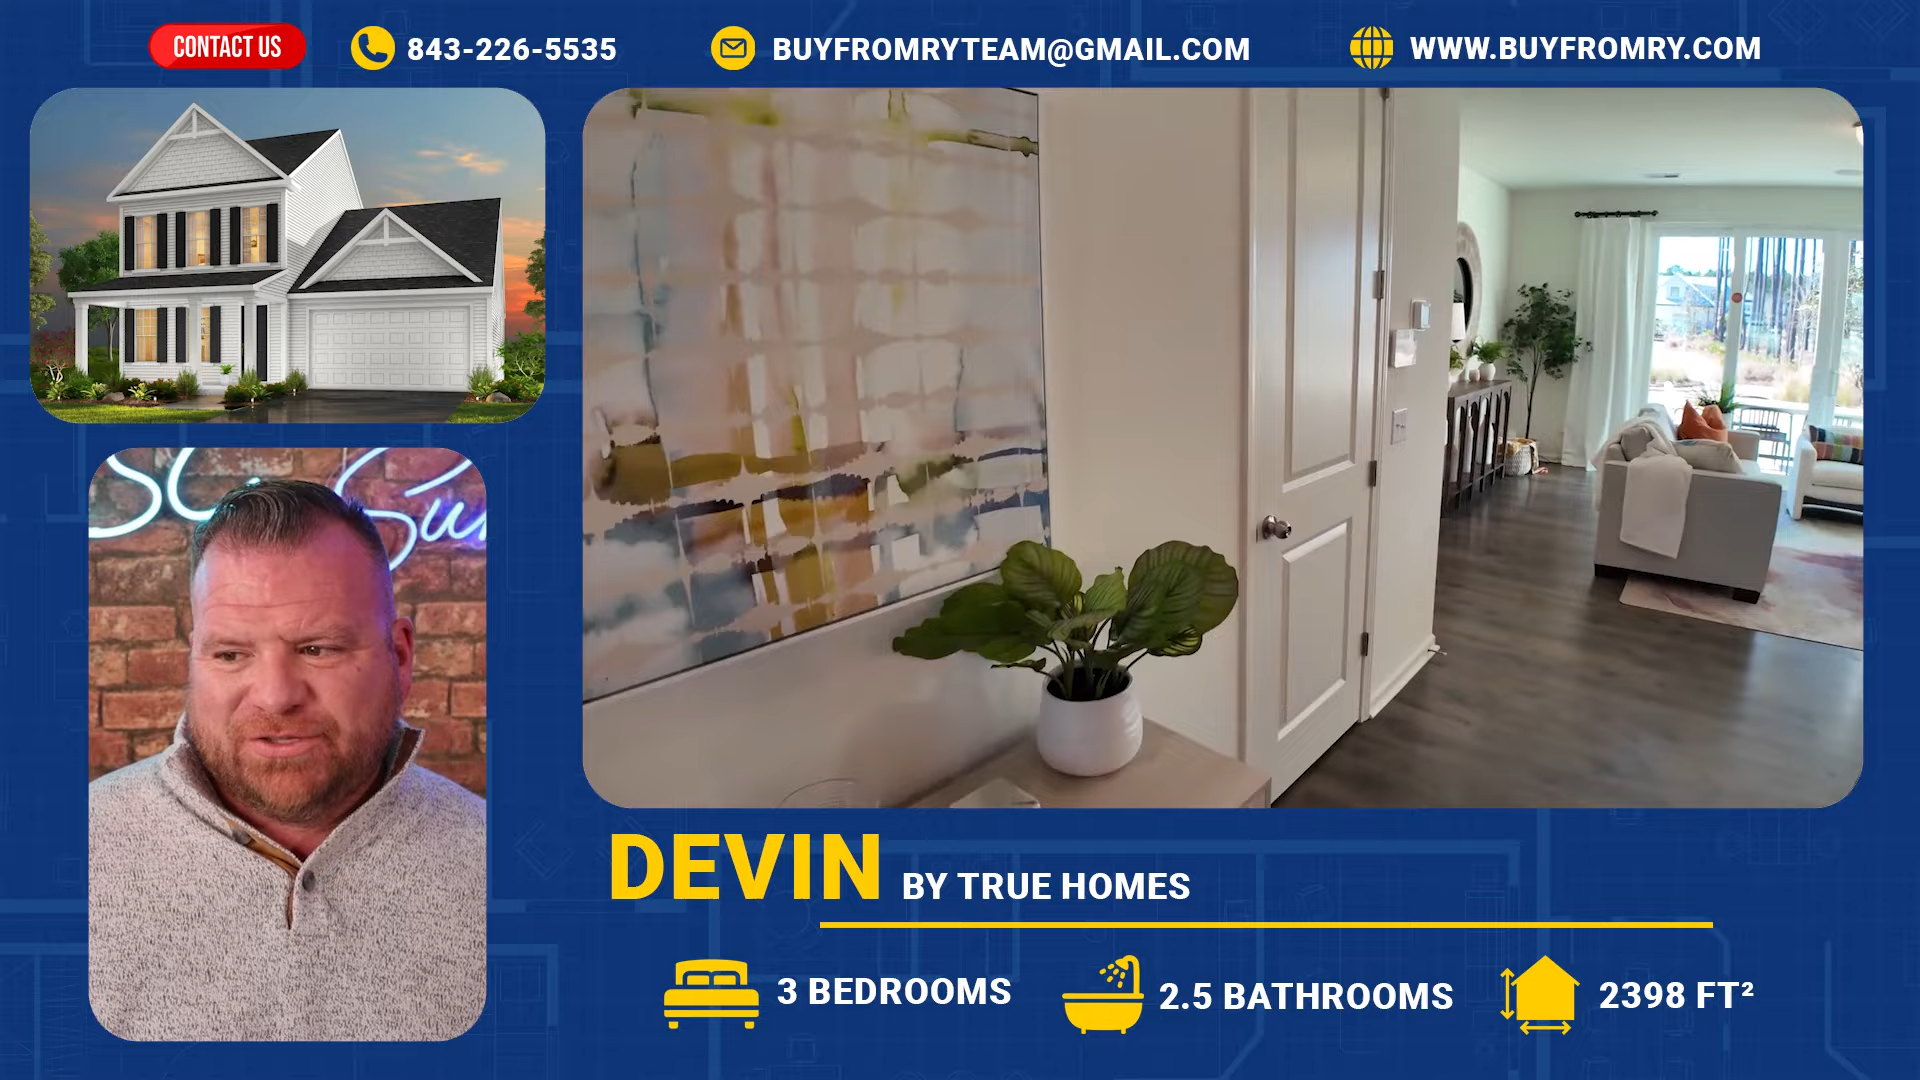 CONTACT US
843-226-5535
BUYFROMRYTEAM@GMAIL.COM
WWW.BUYFROMRY.COM
SC
DEVIN BY TRUE HOMES
3 BEDROOMS
2.5 BATHROOMS
2398 FT²